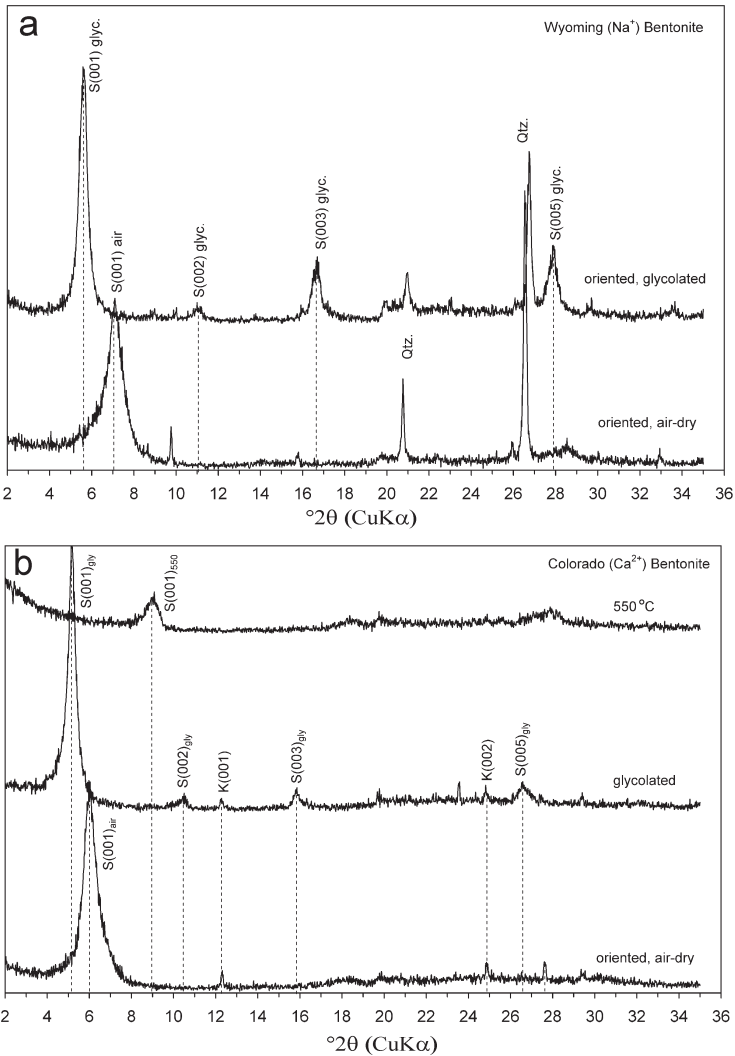 a
Wyoming (Na⁺) Bentonite
S(001) glyc.
S(001) air
S(002) glyc.
S(003) glyc.
Qtz.
Qtz.
S(005) glyc.
oriented, glycolated
oriented, air-dry
2 4 6 8 10 12 14 16 18 20 22 24 26 28 30 32 34 36
°2θ (CuKα)
b
Colorado (Ca²⁺) Bentonite
S(001)gly
S(001)550
550°C
S(002)gly
K(001)
S(003)gly
K(002)
S(005)gly
glycolated
S(001)air
oriented, air-dry
2 4 6 8 10 12 14 16 18 20 22 24 26 28 30 32 34 36
°2θ (CuKα)